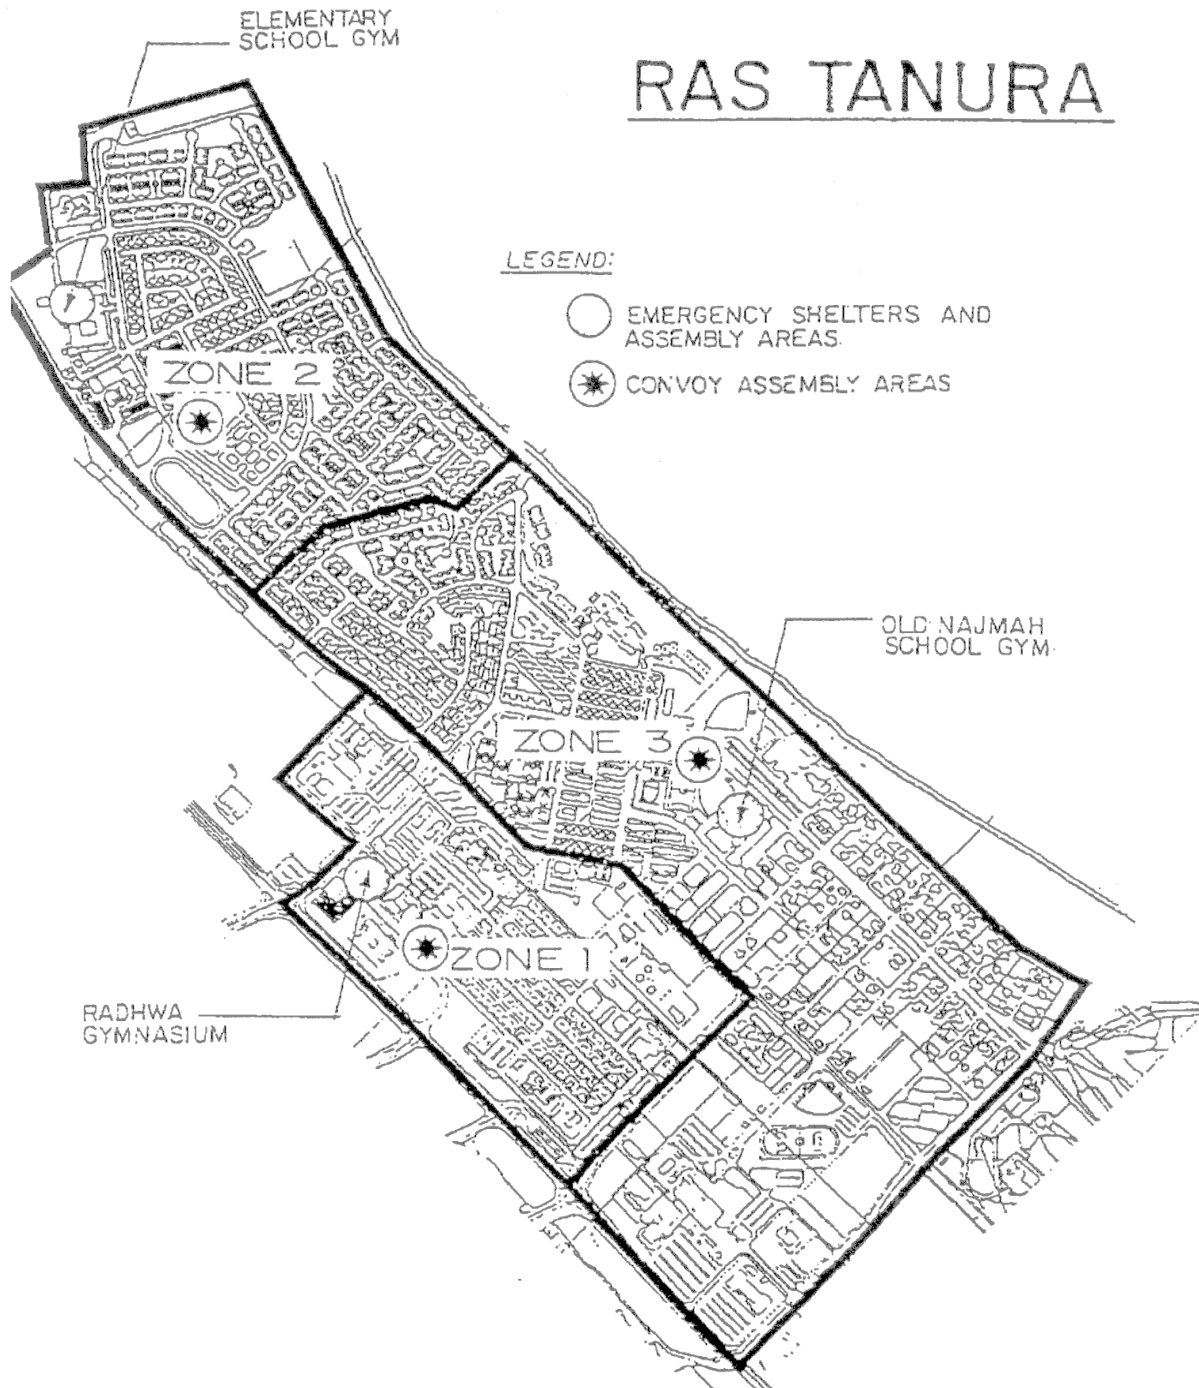 ELEMENTARY
SCHOOL GYM
RAS TANURA
LEGEND:
EMERGENCY SHELTERS AND
ASSEMBLY AREAS
CONVOY ASSEMBLY AREAS
ZONE 2
OLD NAJMAH
SCHOOL GYM
ZONE 3
ZONE 1
RADHWA
GYMNASIUM